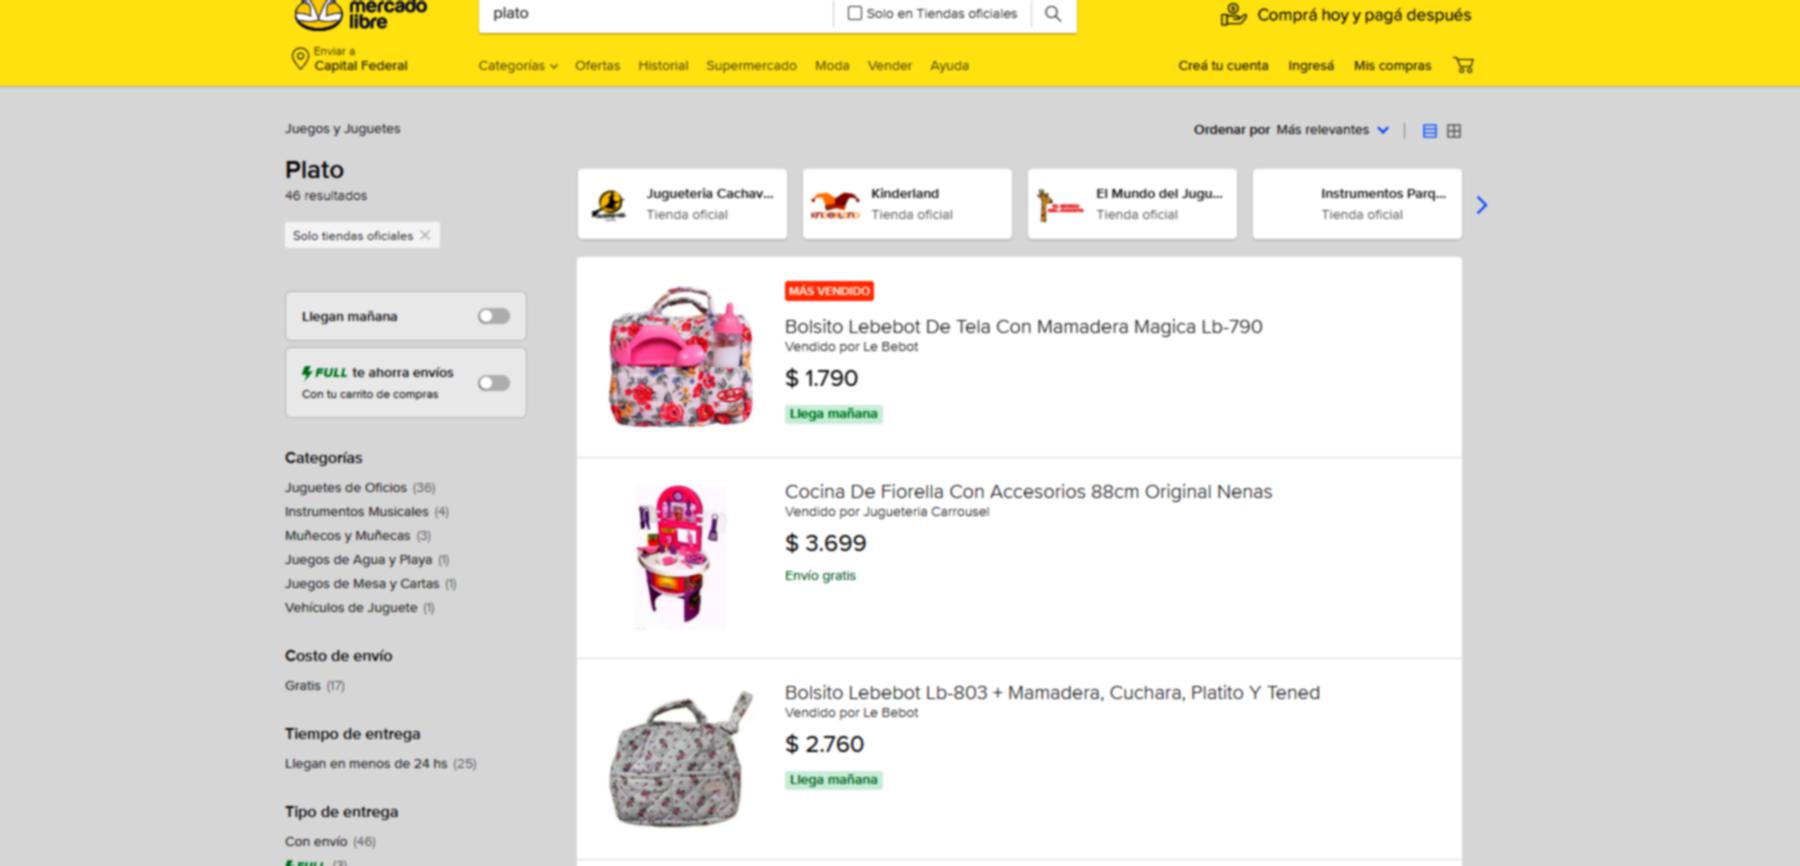 mercado
libre
plato
Solo en Tiendas oficiales
Comprá hoy y pagá después
Enviar a
Capital Federal
Categorías Ofertas Historial Supermercado Moda Vender Ayuda
Creá tu cuenta Ingresá Mis compras
Juegos y Juguetes
Ordenar por Más relevantes
Plato
46 resultados
Solo tiendas oficiales
Jugueteria Cachav...
Tienda oficial
Kinderland
Tienda oficial
El Mundo del Jugu...
Tienda oficial
Instrumentos Parq...
Tienda oficial
Llegan mañana
FULL te ahorra envíos
Con tu carrito de compras
Categorías
Juguetes de Oficios (36)
Instrumentos Musicales (4)
Muñecos y Muñecas (3)
Juegos de Agua y Playa (1)
Juegos de Mesa y Cartas (1)
Vehículos de Juguete (1)
Costo de envío
Gratis (17)
Tiempo de entrega
Llegan en menos de 24 hs (25)
Tipo de entrega
Con envío (46)
FULL (3)
MÁS VENDIDO
Bolsito Lebebot De Tela Con Mamadera Magica Lb-790
Vendido por Le Bebot
$ 1.790
Llega mañana
Cocina De Fiorella Con Accesorios 88cm Original Nenas
Vendido por Jugueteria Carrousel
$ 3.699
Envío gratis
Bolsito Lebebot Lb-803 + Mamadera, Cuchara, Platito Y Tened
Vendido por Le Bebot
$ 2.760
Llega mañana